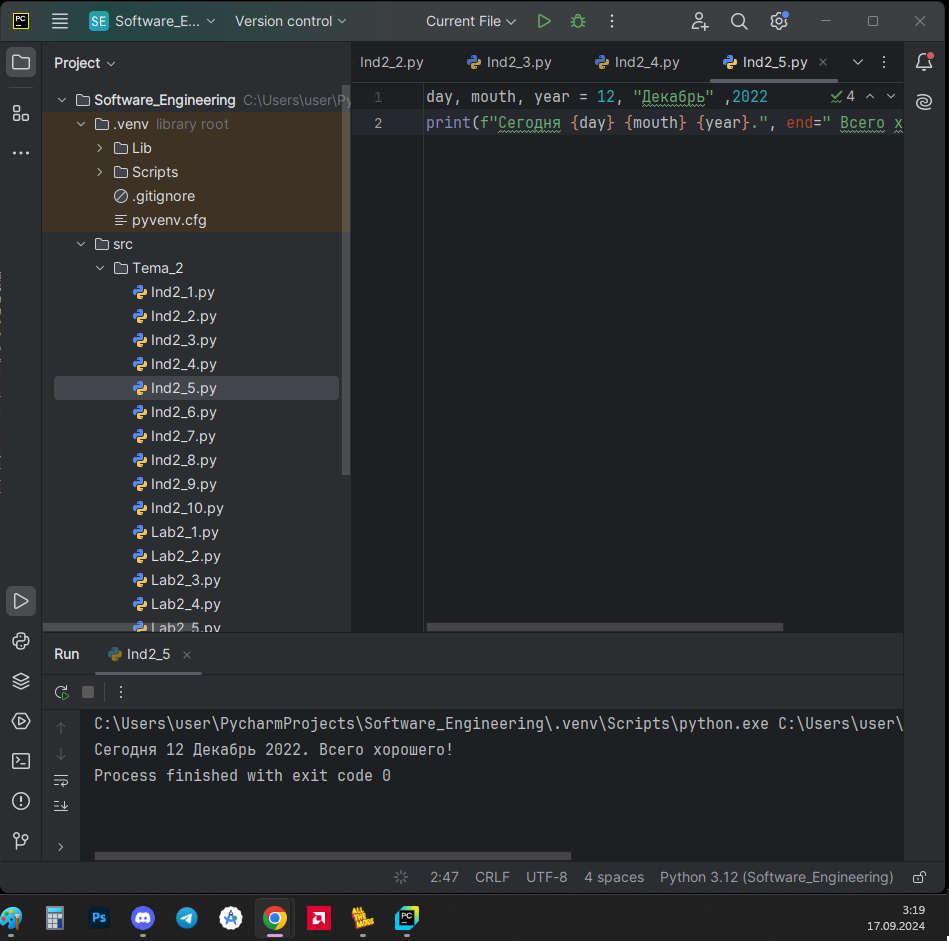 PC
SE Software_E... Version control Current File
Project
Software_Engineering C:\Users\user\Py
.venv library root
Lib
Scripts
.gitignore
pyvenv.cfg
src
Tema_2
Ind2_1.py
Ind2_2.py
Ind2_3.py
Ind2_4.py
Ind2_5.py
Ind2_6.py
Ind2_7.py
Ind2_8.py
Ind2_9.py
Ind2_10.py
Lab2_1.py
Lab2_2.py
Lab2_3.py
Lab2_4.py
Lab2_5.py
Ind2_2.py Ind2_3.py Ind2_4.py Ind2_5.py
1 day, mouth, year = 12, "Декабрь" ,2022 4
2 print(f"Сегодня {day} {mouth} {year}.", end=" Всего х
Run Ind2_5
C:\Users\user\PycharmProjects\Software_Engineering\.venv\Scripts\python.exe C:\Users\user\
Сегодня 12 Декабрь 2022. Всего хорошего!
Process finished with exit code 0
2:47 CRLF UTF-8 4 spaces Python 3.12 (Software_Engineering)
Ps
ALL THE MODS
PC
3:19
17.09.2024